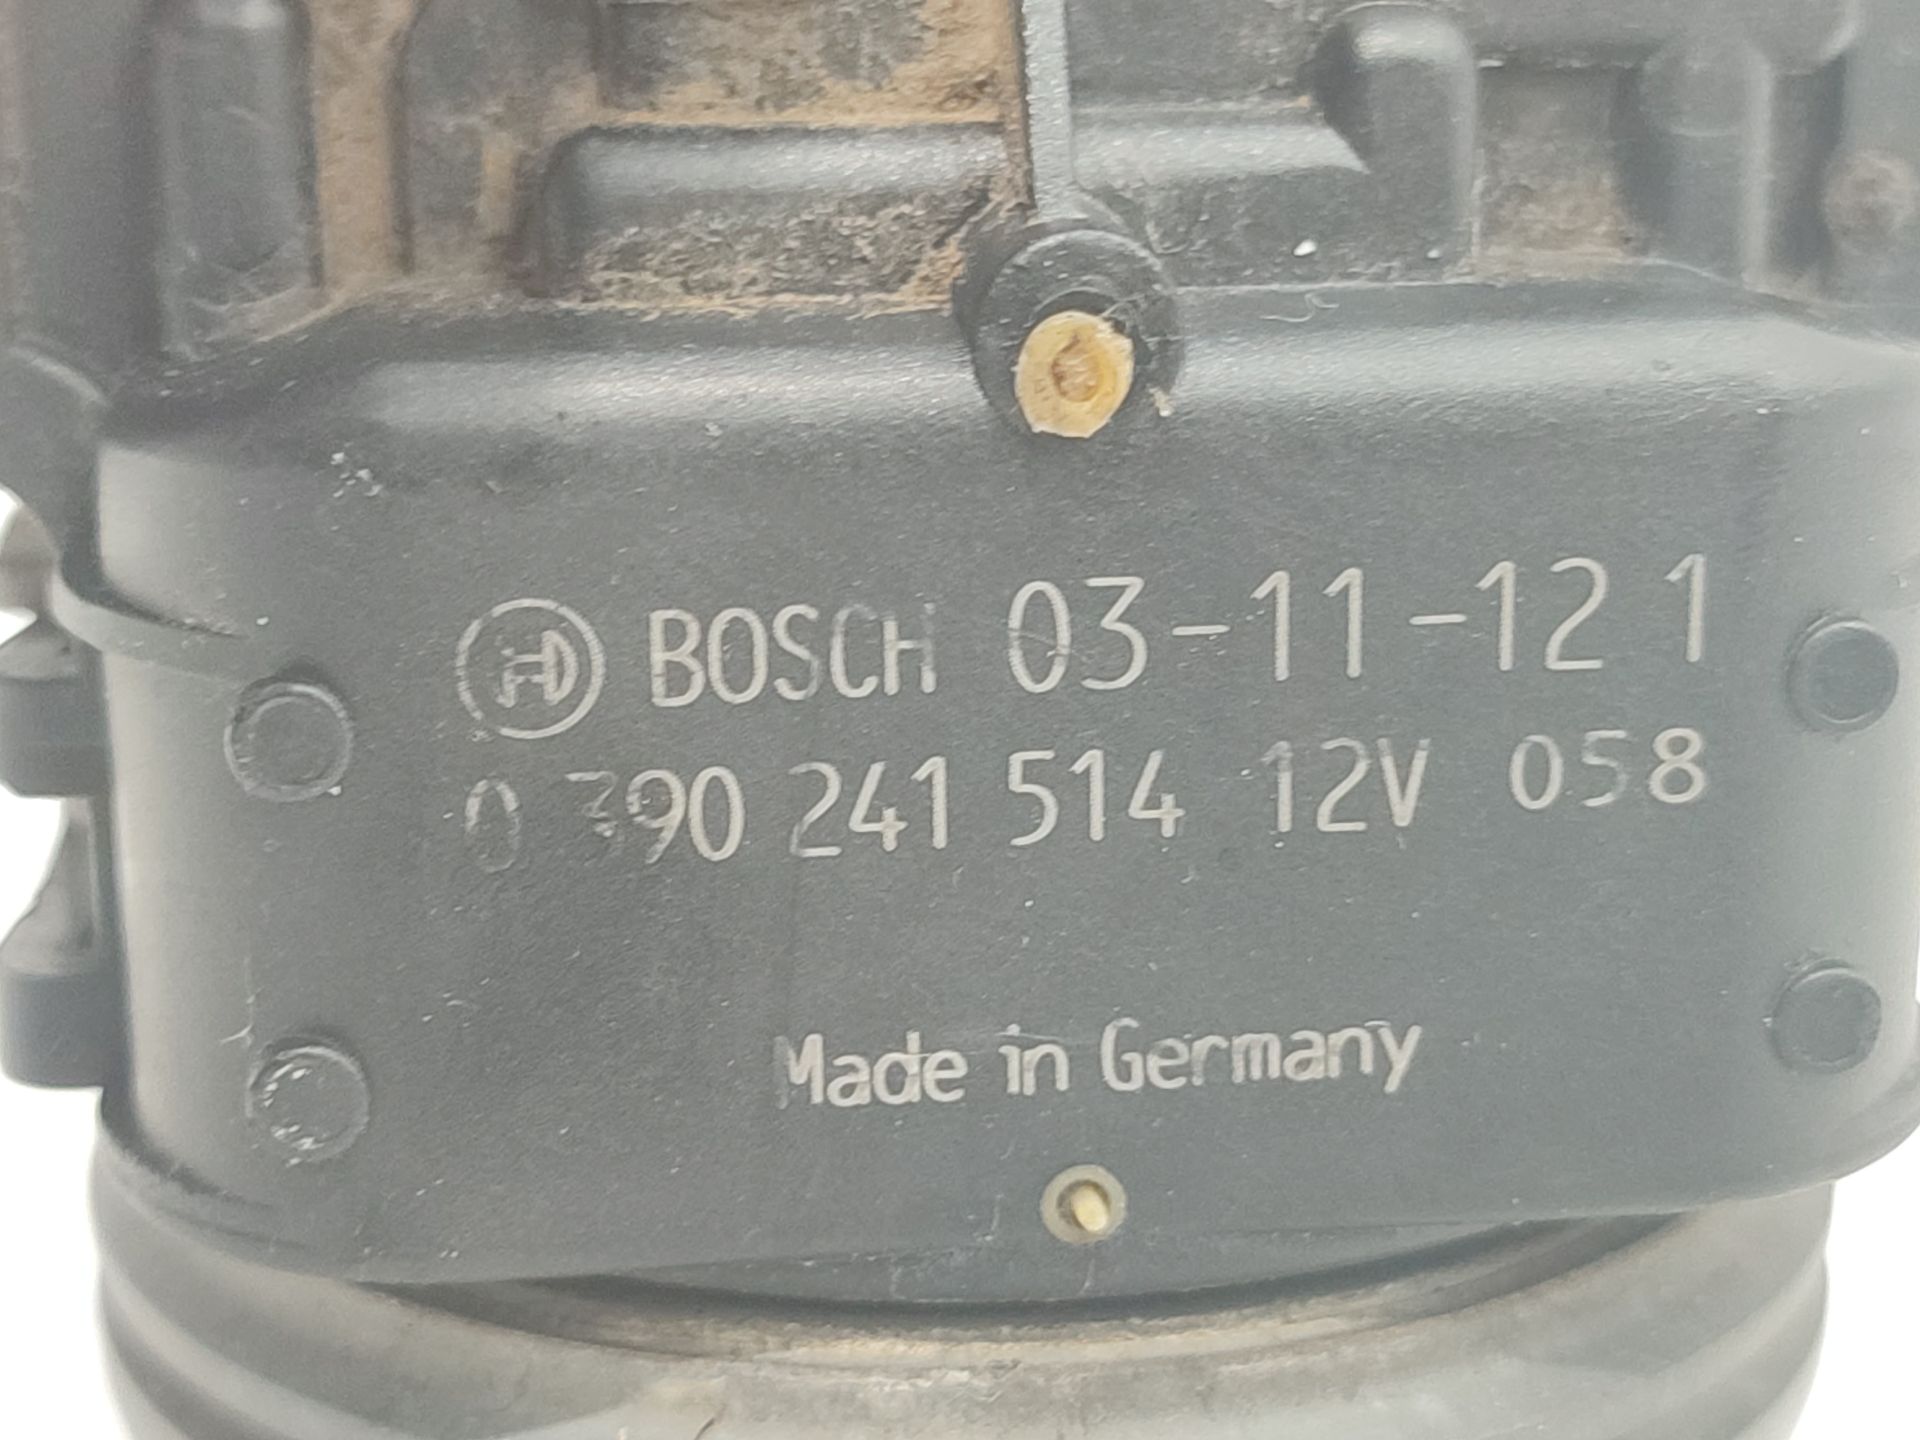 BOSCH 03-11-12 1
0 390 241 514 12V 058
Made in Germany